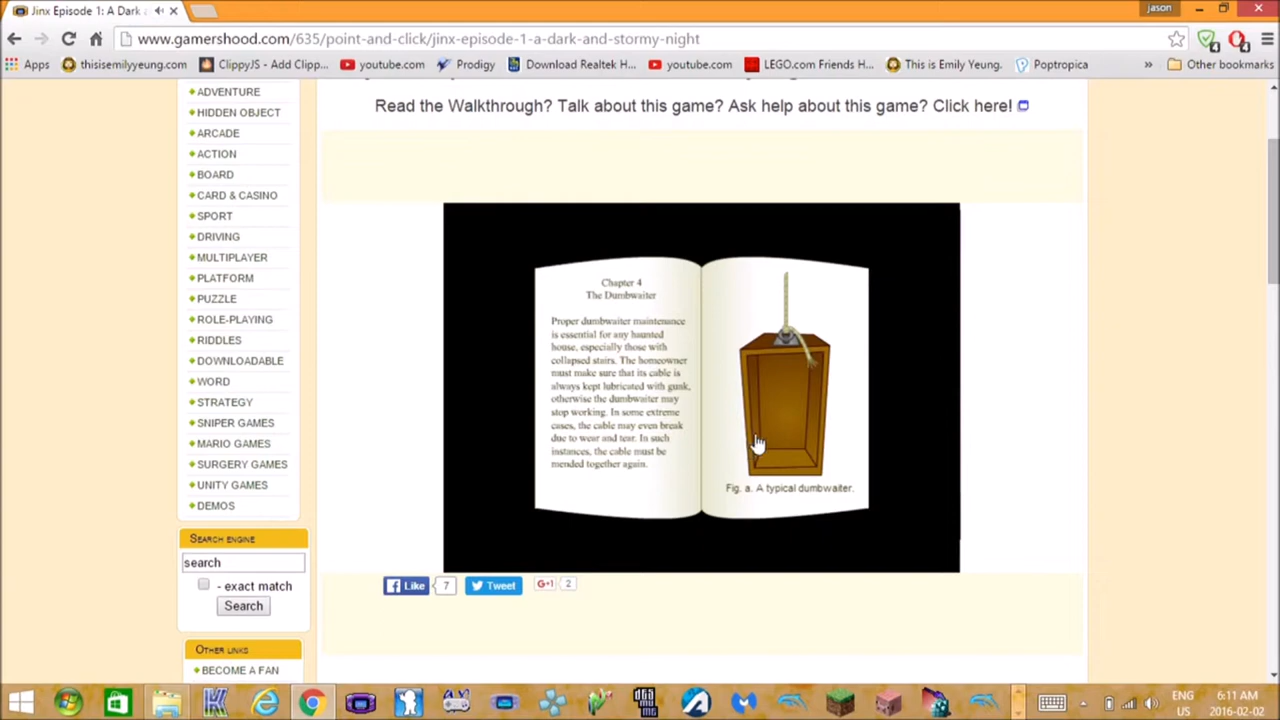 Jinx Episode 1: A Dark
jason
www.gamershood.com/635/point-and-click/jinx-episode-1-a-dark-and-stormy-night
Apps thisisemilyyeung.com ClippyJS - Add Clipp... youtube.com Prodigy Download Realtek H... youtube.com LEGO.com Friends H... This is Emily Yeung. Poptropica » Other bookmarks
Read the Walkthrough? Talk about this game? Ask help about this game? Click here!
ADVENTURE
HIDDEN OBJECT
ARCADE
ACTION
BOARD
CARD & CASINO
SPORT
DRIVING
MULTIPLAYER
PLATFORM
PUZZLE
ROLE-PLAYING
RIDDLES
DOWNLOADABLE
WORD
STRATEGY
SNIPER GAMES
MARIO GAMES
SURGERY GAMES
UNITY GAMES
DEMOS
SEARCH ENGINE
search
- exact match
Search
OTHER LINKS
BECOME A FAN
Chapter 4
The Dumbwaiter
Proper dumbwaiter maintenance
is essential for any haunted
house, especially those with
collapsed stairs. The homeowner
must make sure that its cable is
always kept lubricated with gunk,
otherwise the dumbwaiter may
stop working. In some extreme
cases, the cable may even break
due to wear and tear. In such
instances, the cable must be
mended together again.
Fig. a. A typical dumbwaiter.
Like 7 Tweet G+1 2
ENG
US
6:11 AM
2016-02-02